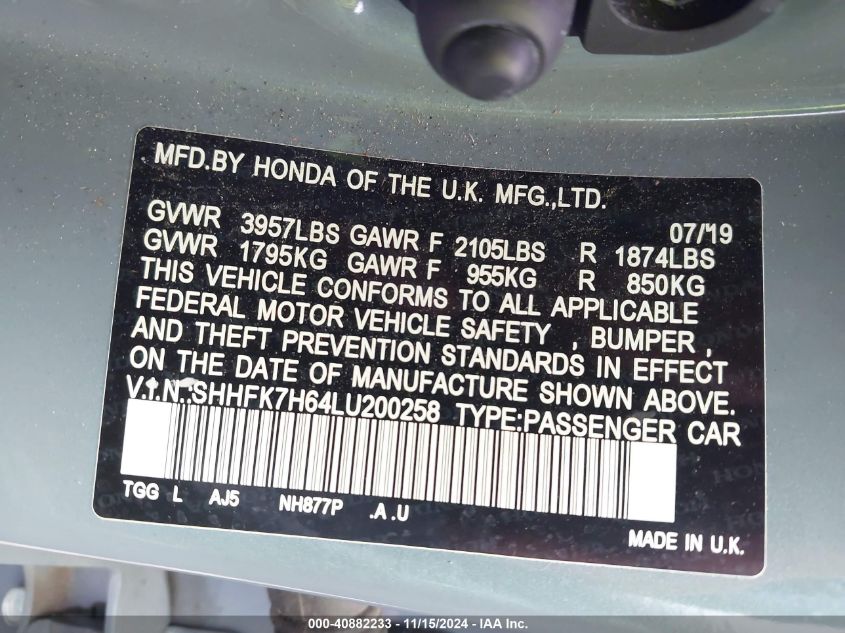 MFD.BY HONDA OF THE U.K. MFG.,LTD.
07/19
GVWR 3957LBS GAWR F 2105LBS R 1874LBS
GVWR 1795KG GAWR F 955KG R 850KG
THIS VEHICLE CONFORMS TO ALL APPLICABLE
FEDERAL MOTOR VEHICLE SAFETY , BUMPER ,
AND THEFT PREVENTION STANDARDS IN EFFECT
ON THE DATE OF MANUFACTURE SHOWN ABOVE.
V.I.N.:SHHFK7H64LU200258 TYPE:PASSENGER CAR
TGG L AJ5 NH877P .A .U
MADE IN U.K.
000-40882233 - 11/15/2024 - IAA Inc.